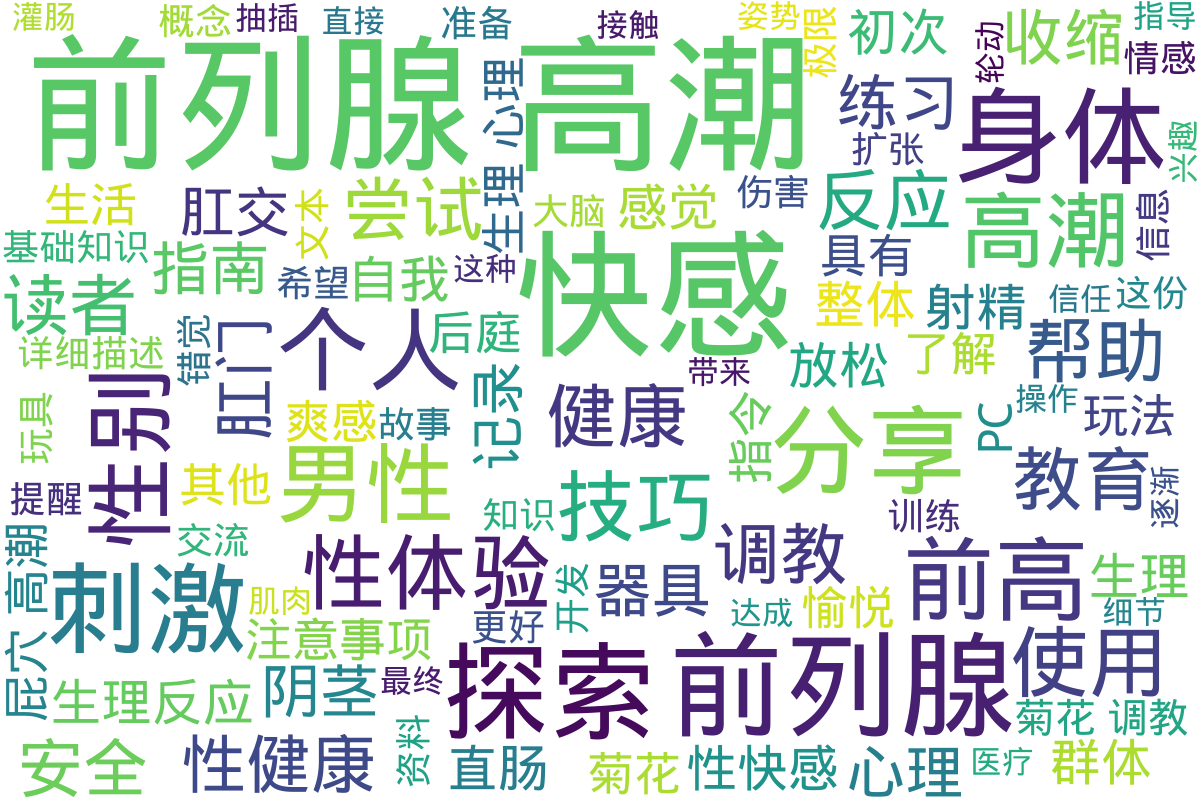 灌肠 概念 抽插 直接 准备 接触 姿势 极限 初次 轮动 收缩 指导 情感
前列腺 高潮 生理 心理 练习 扩张 身体 兴趣
生活 肛交 文本 尝试 大脑 感觉 伤害 反应 高潮 信息
基础知识 指南 希望 自我 这种 快感 具有
读者 错觉 肛门 个人 后庭 整体 射精 信任 这份
详细描述 带来 放松 了解 帮助
玩具 性别 爽感 故事 记录 健康 指令 分享 PC 操作 玩法
提醒 其他 男性 知识 技巧 训练 教育 逐渐
屁穴 高潮 交流 性体验 开发 器具 调教 前高 生理
刺激 肌肉 注意事项 更好 达成 愉悦 细节
生理反应 阴茎 最终 探索 前列腺 使用
菊花 调教
安全 性健康 资料 直肠 菊花 性快感 心理 医疗 群体